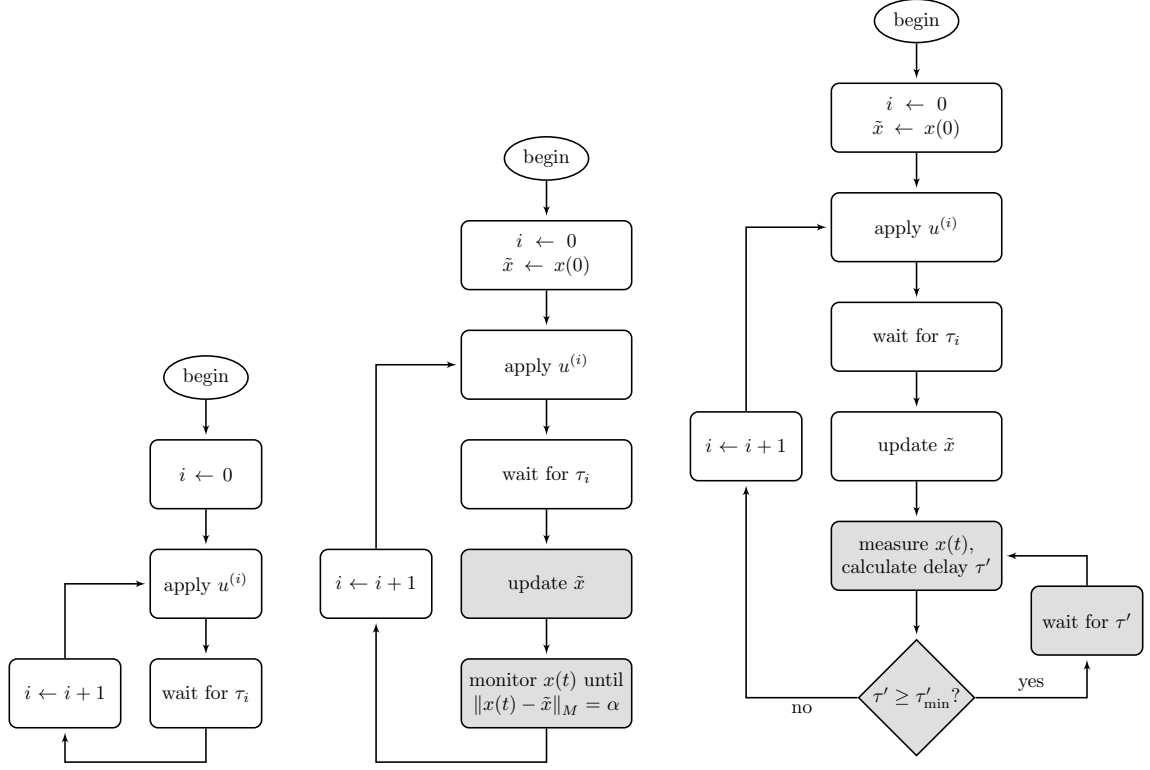 begin
i ← 0
apply u^{(i)}
wait for τ_i
i ← i + 1
begin
i ← 0
x̃ ← x(0)
apply u^{(i)}
wait for τ_i
update x̃
monitor x(t) until
‖x(t) − x̃‖_M = α
i ← i + 1
begin
i ← 0
x̃ ← x(0)
apply u^{(i)}
wait for τ_i
update x̃
measure x(t),
calculate delay τ′
τ′ ≥ τ′_min?
yes
wait for τ′
no
i ← i + 1